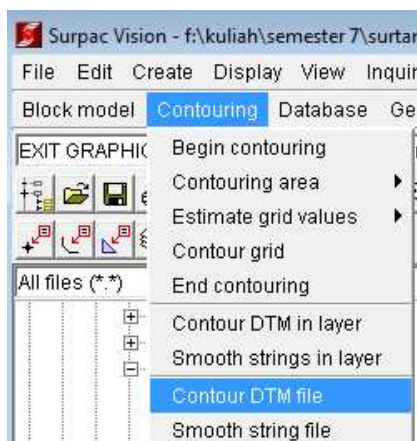 Surpac Vision - f:\kuliah\semester 7\surtan
File Edit Create Display View Inquir
Block model Contouring Database Ge
EXIT GRAPHIC
Begin contouring
Contouring area
Estimate grid values
Contour grid
All files (*.*)
End contouring
Contour DTM in layer
Smooth strings in layer
Contour DTM file
Smooth string file